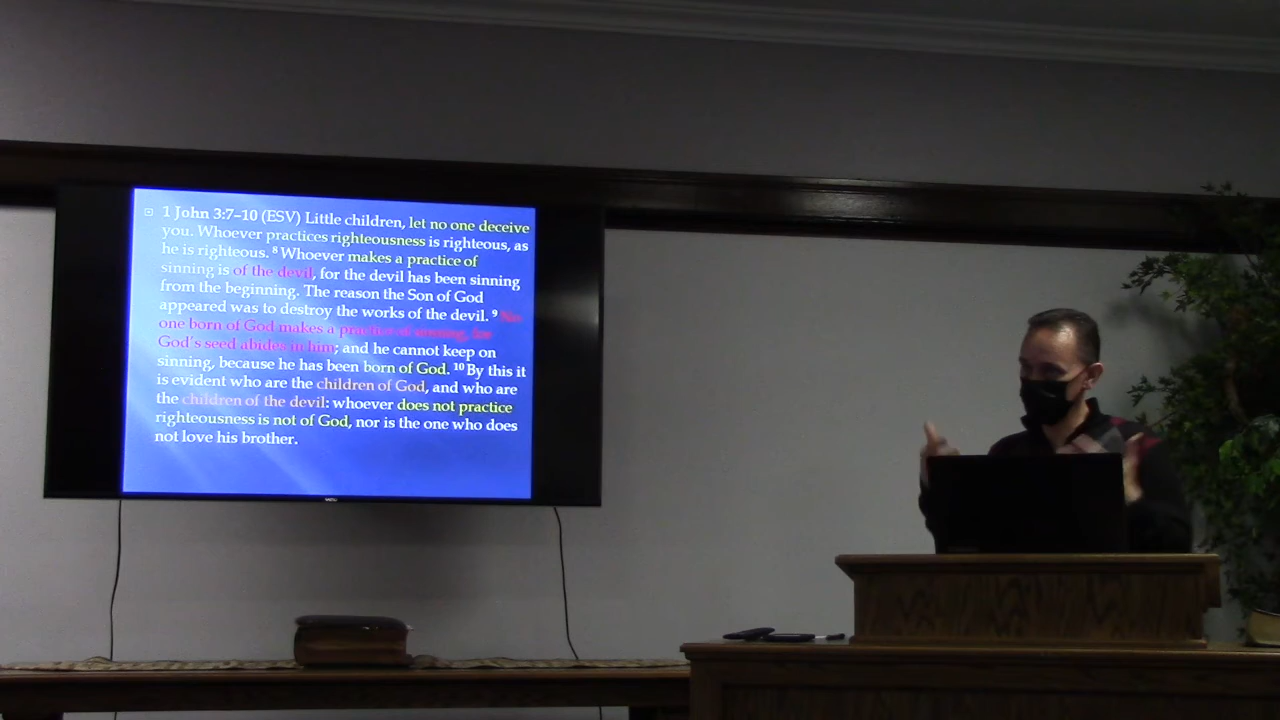 1 John 3:7–10 (ESV) Little children, let no one deceive
you. Whoever practices righteousness is righteous, as
he is righteous. 8 Whoever makes a practice of
sinning is of the devil, for the devil has been sinning
from the beginning. The reason the Son of God
appeared was to destroy the works of the devil. 9 No
one born of God makes a practice of sinning, for
God's seed abides in him; and he cannot keep on
sinning, because he has been born of God. 10 By this it
is evident who are the children of God, and who are
the children of the devil: whoever does not practice
righteousness is not of God, nor is the one who does
not love his brother.